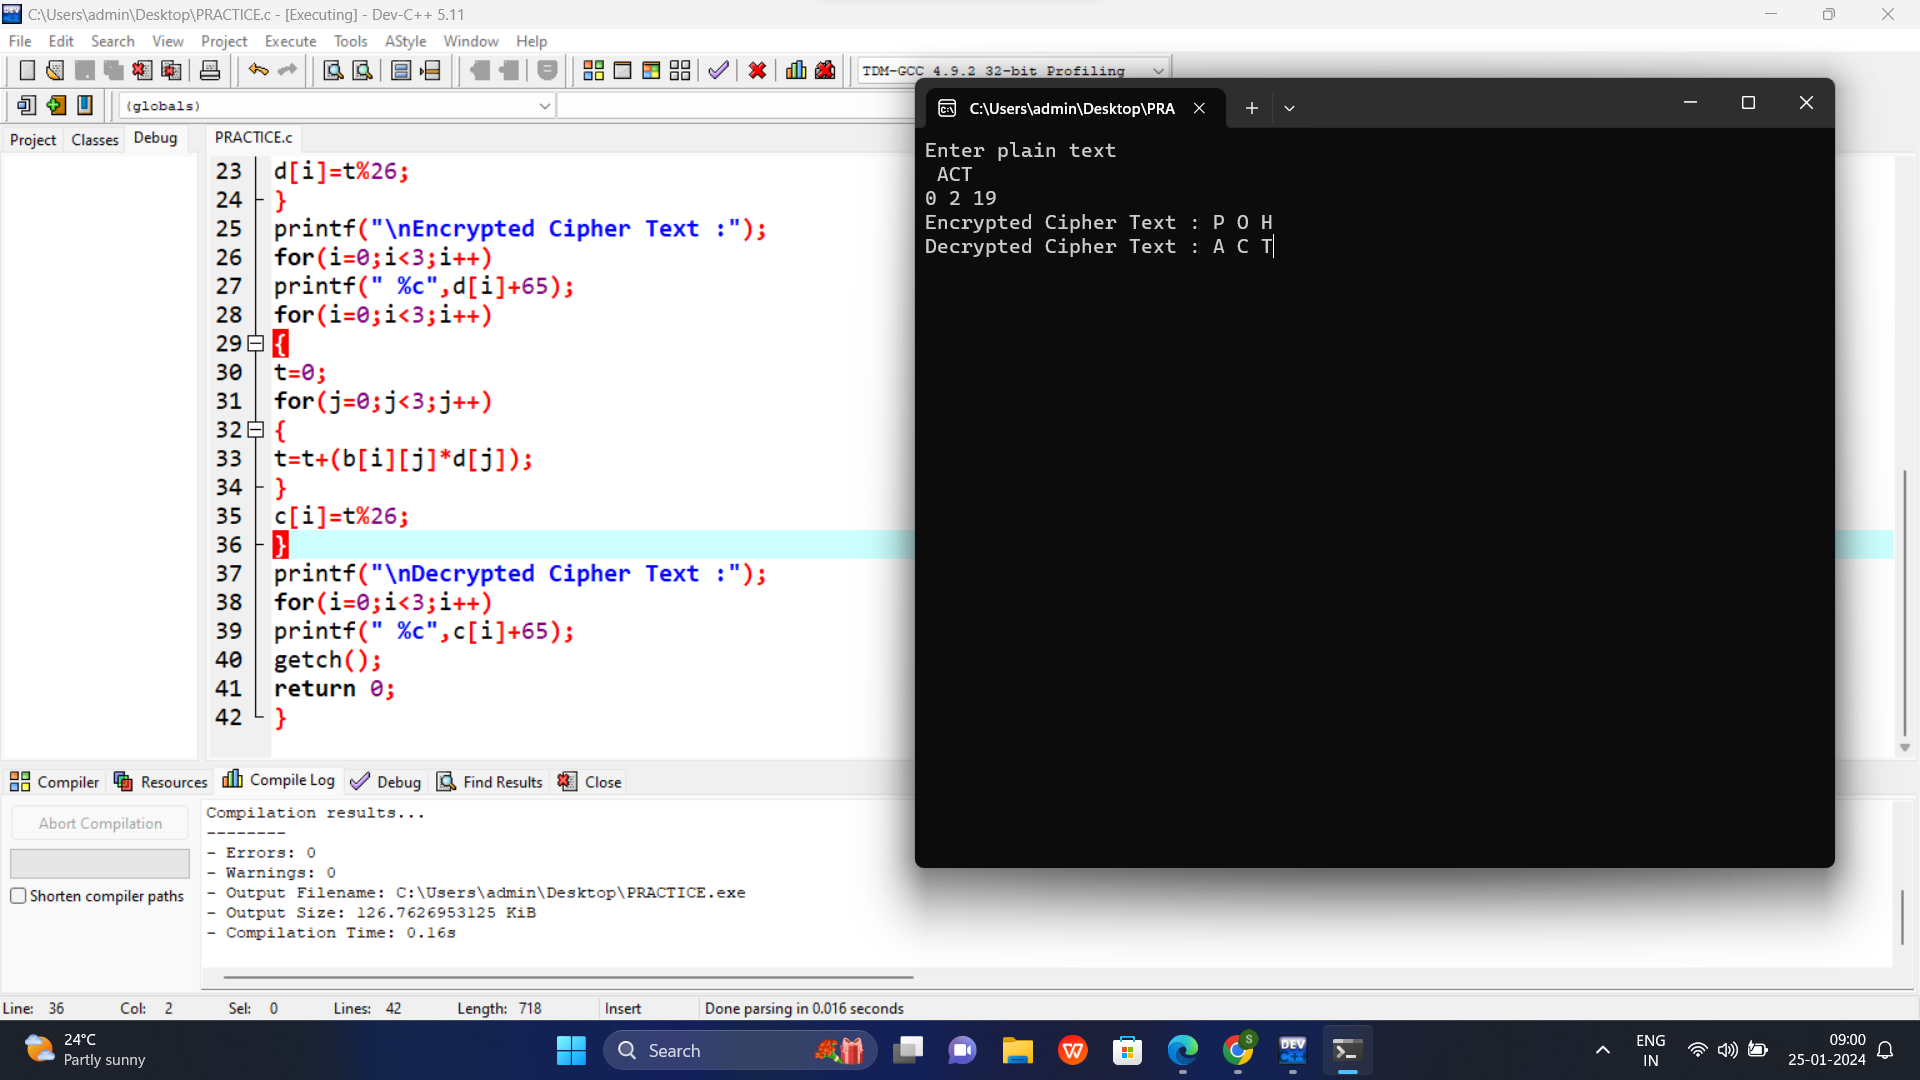 C:\Users\admin\Desktop\PRACTICE.c - [Executing] - Dev-C++ 5.11
File Edit Search View Project Execute Tools AStyle Window Help
TDM-GCC 4.9.2 32-bit Profiling
(globals)
Project Classes Debug PRACTICE.c
23 d[i]=t%26;
24 }
25 printf("\nEncrypted Cipher Text :");
26 for(i=0;i<3;i++)
27 printf(" %c",d[i]+65);
28 for(i=0;i<3;i++)
29 {
30 t=0;
31 for(j=0;j<3;j++)
32 {
33 t=t+(b[i][j]*d[j]);
34 }
35 c[i]=t%26;
36 }
37 printf("\nDecrypted Cipher Text :");
38 for(i=0;i<3;i++)
39 printf(" %c",c[i]+65);
40 getch();
41 return 0;
42 }
C:\Users\admin\Desktop\PRA
Enter plain text
 ACT
0 2 19
Encrypted Cipher Text : P O H
Decrypted Cipher Text : A C T
Compiler Resources Compile Log Debug Find Results Close
Abort Compilation
Shorten compiler paths
Compilation results...
--------
- Errors: 0
- Warnings: 0
- Output Filename: C:\Users\admin\Desktop\PRACTICE.exe
- Output Size: 126.7626953125 KiB
- Compilation Time: 0.16s
Line: 36 Col: 2 Sel: 0 Lines: 42 Length: 718 Insert Done parsing in 0.016 seconds
24°C
Partly sunny
Search
DEV
C++
S
ENG
IN
09:00
25-01-2024